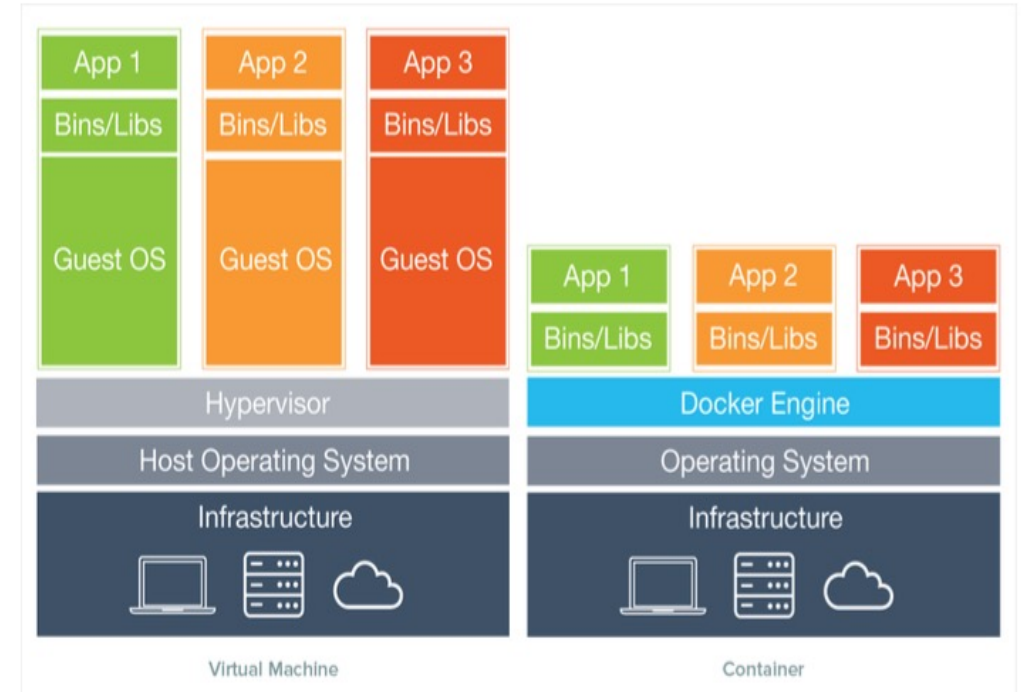 App 1
App 2
App 3
Bins/Libs
Bins/Libs
Bins/Libs
Guest OS
Guest OS
Guest OS
Hypervisor
Host Operating System
Infrastructure
Virtual Machine
App 1
App 2
App 3
Bins/Libs
Bins/Libs
Bins/Libs
Docker Engine
Operating System
Infrastructure
Container